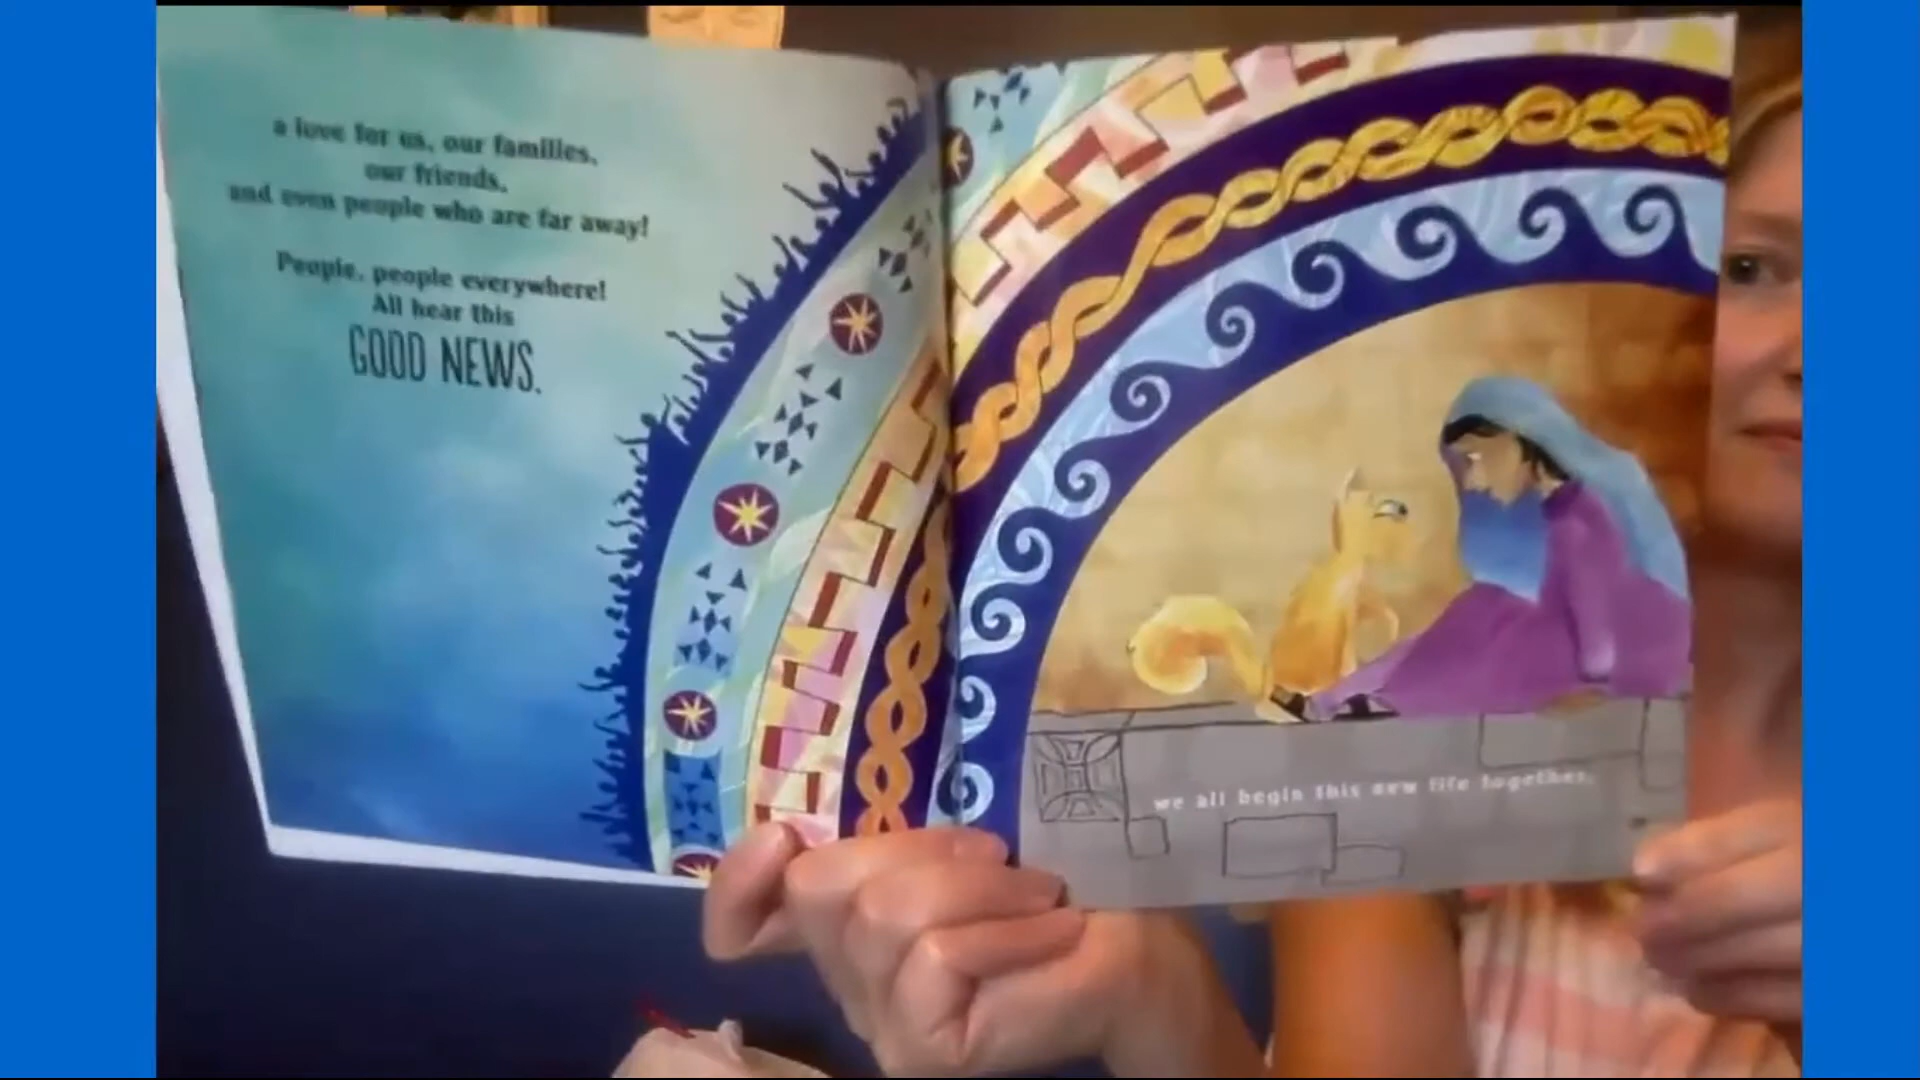 a love for us, our families,
our friends,
and even people who are far away!
People, people everywhere!
All hear this
GOOD NEWS.
we all begin this new life together.